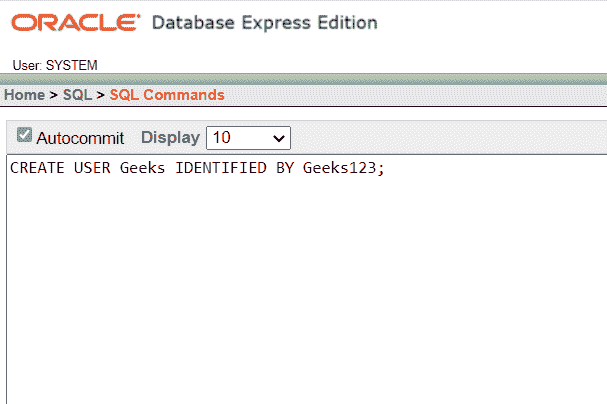 ORACLE Database Express Edition
User: SYSTEM
Home > SQL > SQL Commands
Autocommit Display 10
CREATE USER Geeks IDENTIFIED BY Geeks123;